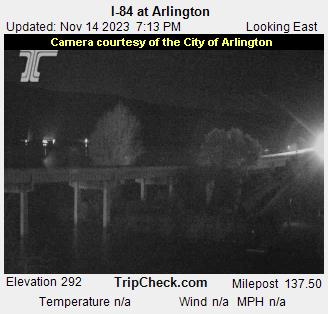 I-84 at Arlington
Updated: Nov 14 2023 7:13 PM Looking East
Camera courtesy of the City of Arlington
Elevation 292 TripCheck.com Milepost 137.50
Temperature n/a Wind n/a MPH n/a